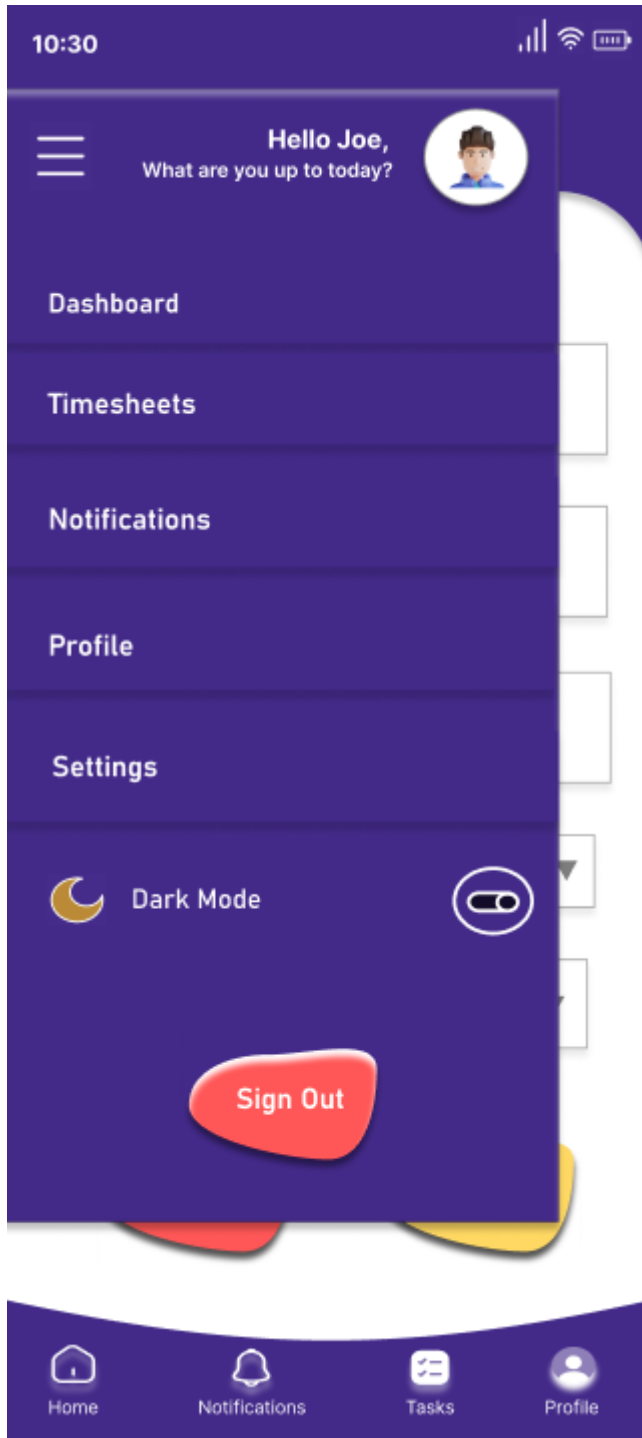 10:30
Hello Joe,
What are you up to today?
Dashboard
Timesheets
Notifications
Profile
Settings
Dark Mode
Sign Out
Home
Notifications
Tasks
Profile